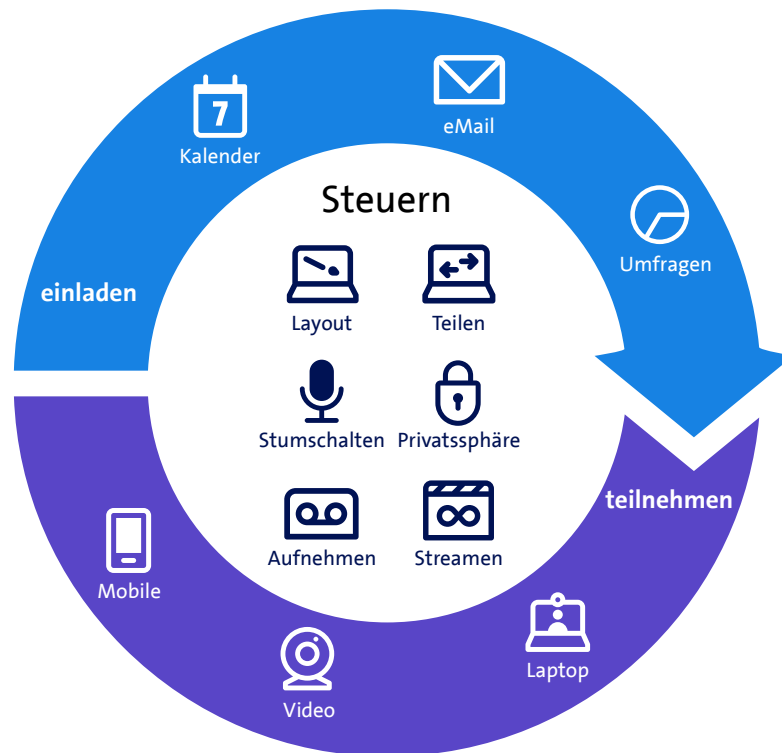 7
Kalender
eMail
Umfragen
einladen
Steuern
Layout
Teilen
Stumschalten
Privatssphäre
Aufnehmen
Streamen
teilnehmen
Mobile
Video
Laptop